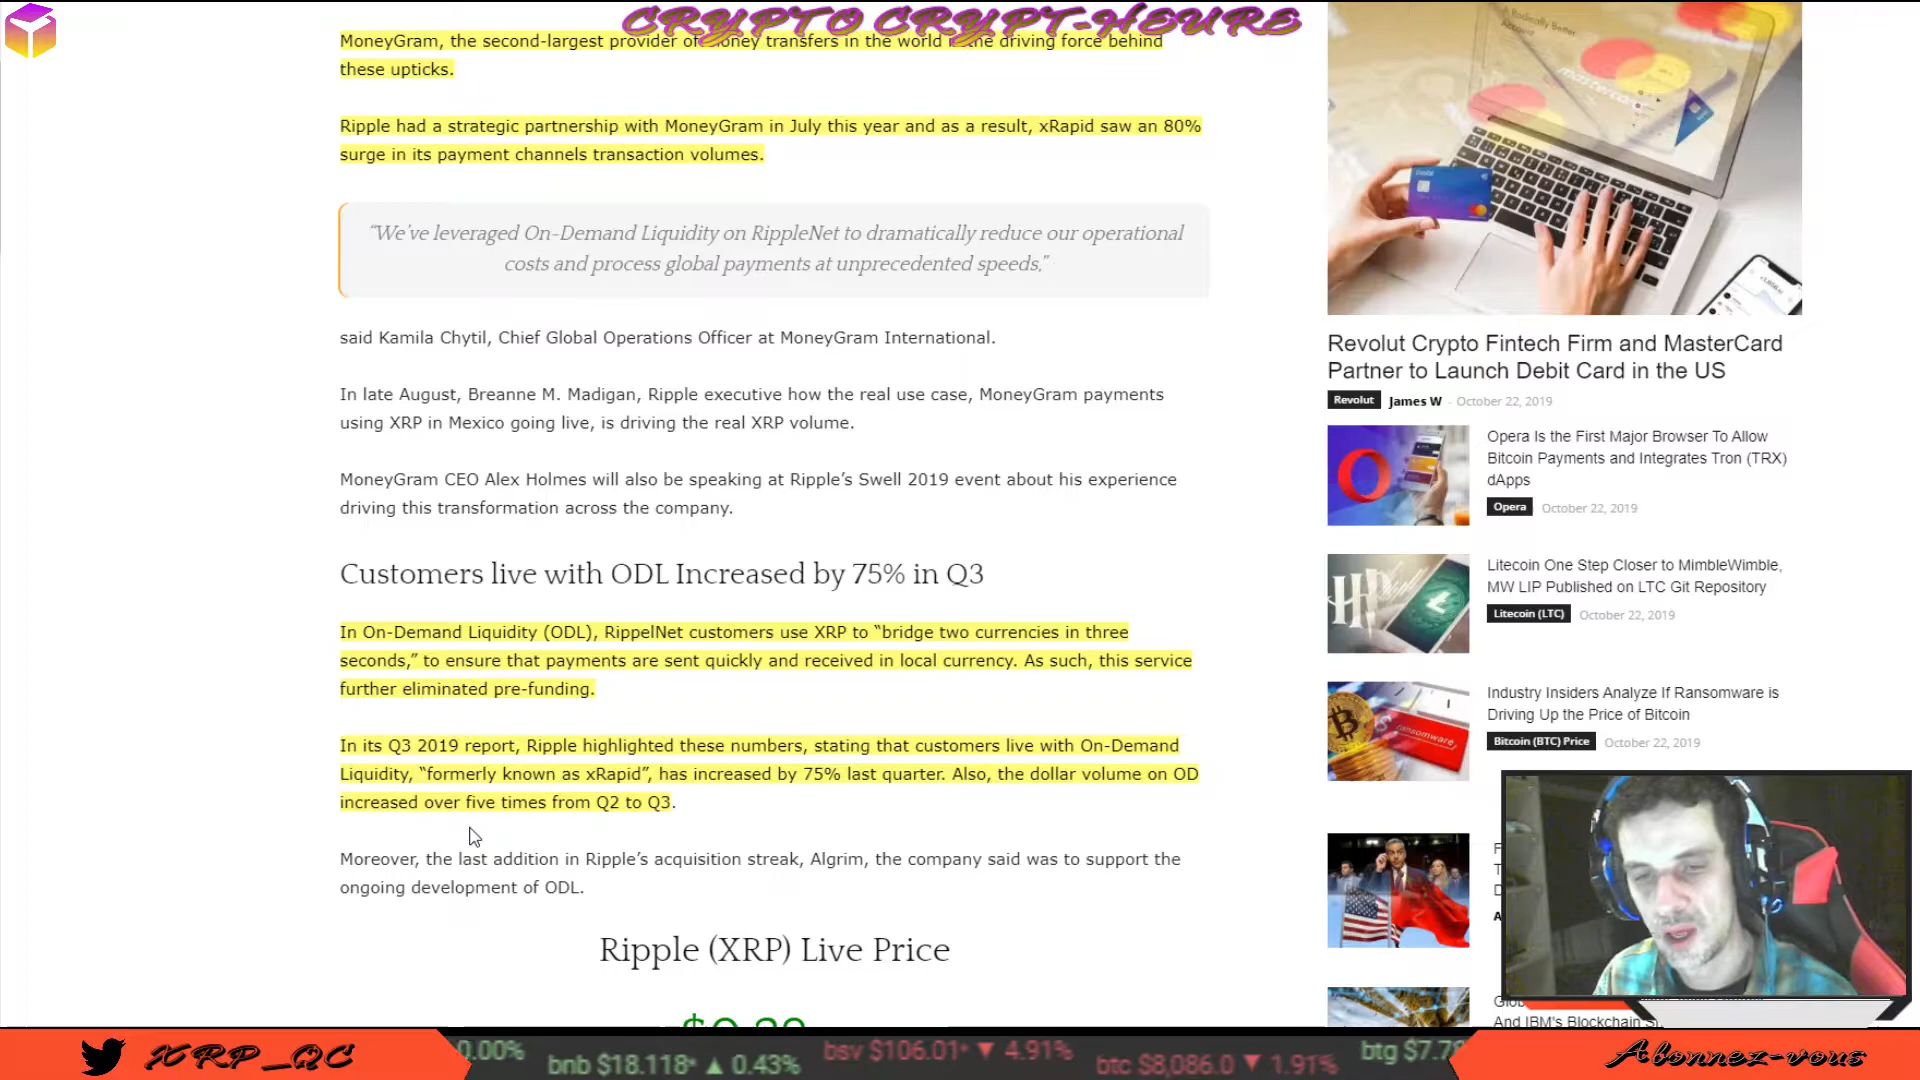 CRYPTO CRYPT-HEURE
MoneyGram, the second-largest provider of money transfers in the world is the driving force behind
these upticks.
Ripple had a strategic partnership with MoneyGram in July this year and as a result, xRapid saw an 80%
surge in its payment channels transaction volumes.
“We’ve leveraged On-Demand Liquidity on RippleNet to dramatically reduce our operational
costs and process global payments at unprecedented speeds,”
said Kamila Chytil, Chief Global Operations Officer at MoneyGram International.
In late August, Breanne M. Madigan, Ripple executive how the real use case, MoneyGram payments
using XRP in Mexico going live, is driving the real XRP volume.
MoneyGram CEO Alex Holmes will also be speaking at Ripple’s Swell 2019 event about his experience
driving this transformation across the company.
Customers live with ODL Increased by 75% in Q3
In On-Demand Liquidity (ODL), RippelNet customers use XRP to “bridge two currencies in three
seconds,” to ensure that payments are sent quickly and received in local currency. As such, this service
further eliminated pre-funding.
In its Q3 2019 report, Ripple highlighted these numbers, stating that customers live with On-Demand
Liquidity, “formerly known as xRapid”, has increased by 75% last quarter. Also, the dollar volume on OD
increased over five times from Q2 to Q3.
Moreover, the last addition in Ripple’s acquisition streak, Algrim, the company said was to support the
ongoing development of ODL.
Ripple (XRP) Live Price
A Radically Better
Account
mastercard
Revolut Crypto Fintech Firm and MasterCard
Partner to Launch Debit Card in the US
Revolut James W - October 22, 2019
Opera Is the First Major Browser To Allow
Bitcoin Payments and Integrates Tron (TRX)
dApps
Opera October 22, 2019
Litecoin One Step Closer to MimbleWimble,
MW LIP Published on LTC Git Repository
Litecoin (LTC) October 22, 2019
Industry Insiders Analyze If Ransomware is
Driving Up the Price of Bitcoin
Bitcoin (BTC) Price October 22, 2019
ransomware
And IBM's Blockchain
XRP_QC
0.00% bnb $18.118* ▲ 0.43% bsv $106.01* ▼ 4.91% btc $8,086.0 ▼ 1.91% btg $7.7
Abonnez-vous